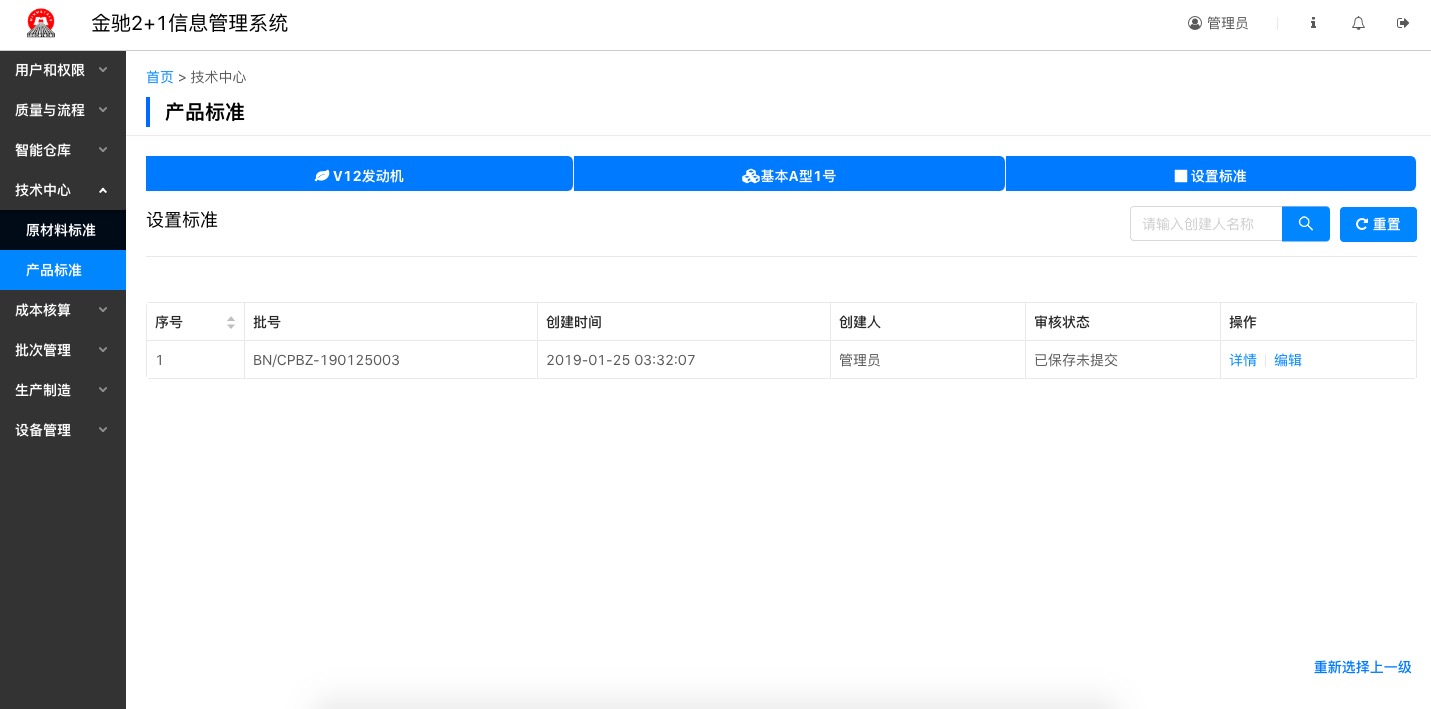 金驰2+1信息管理系统
管理员
用户和权限
质量与流程
智能仓库
技术中心
原材料标准
产品标准
成本核算
批次管理
生产制造
设备管理
首页 > 技术中心
产品标准
V12发动机
基本A型1号
设置标准
设置标准
请输入创建人名称
重置
序号 批号 创建时间 创建人 审核状态 操作
1 BN/CPBZ-190125003 2019-01-25 03:32:07 管理员 已保存未提交 详情 编辑
重新选择上一级